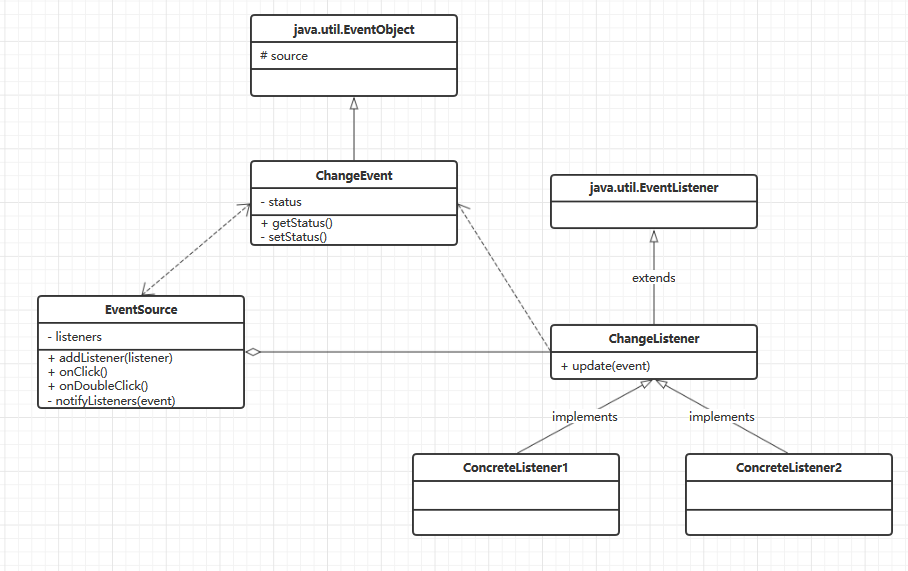 java.util.EventObject
# source
ChangeEvent
- status
+ getStatus()
- setStatus()
java.util.EventListener
extends
EventSource
- listeners
+ addListener(listener)
+ onClick()
+ onDoubleClick()
- notifyListeners(event)
ChangeListener
+ update(event)
implements
implements
ConcreteListener1
ConcreteListener2